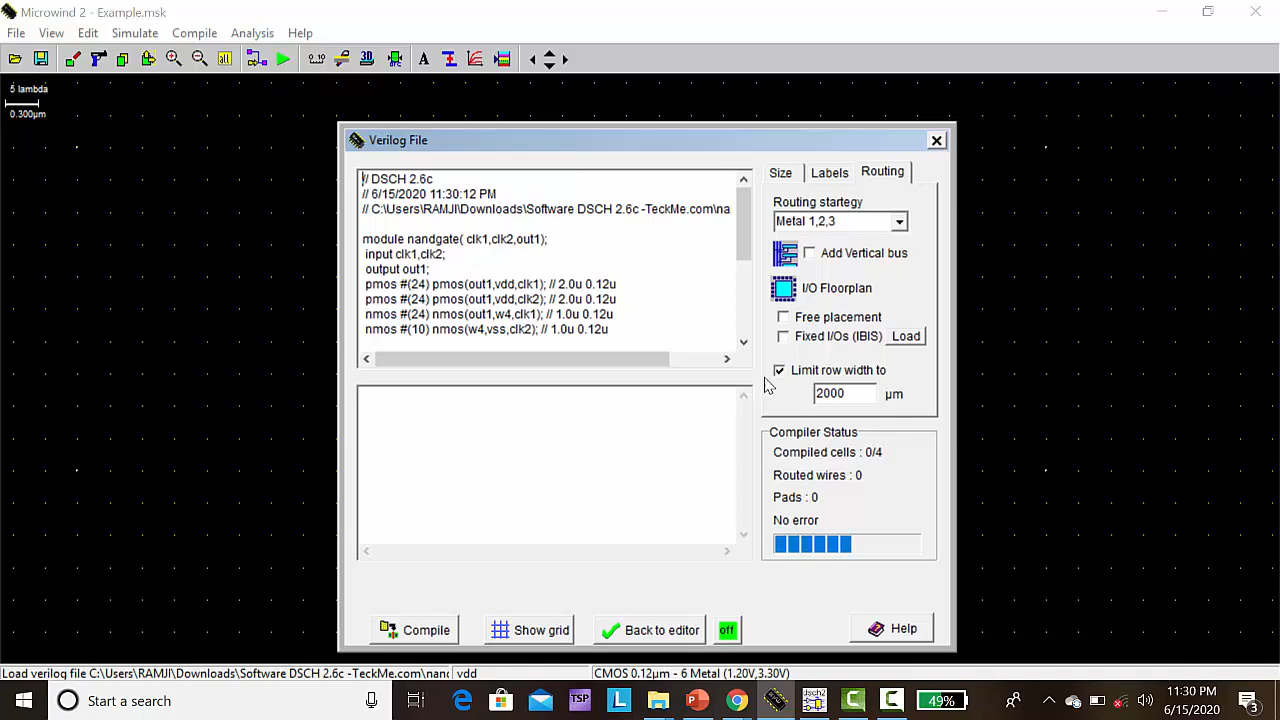 Microwind 2 - Example.msk
File View Edit Simulate Compile Analysis Help
5 lambda
0.300µm
Verilog File
// DSCH 2.6c
// 6/15/2020 11:30:12 PM
// C:\Users\RAMJI\Downloads\Software DSCH 2.6c -TeckMe.com\nar
module nandgate( clk1,clk2,out1);
input clk1,clk2;
output out1;
pmos #(24) pmos(out1,vdd,clk1); // 2.0u 0.12u
pmos #(24) pmos(out1,vdd,clk2); // 2.0u 0.12u
nmos #(24) nmos(out1,w4,clk1); // 1.0u 0.12u
nmos #(10) nmos(w4,vss,clk2); // 1.0u 0.12u
Size Labels Routing
Routing startegy
Metal 1,2,3
Add Vertical bus
I/O Floorplan
Free placement
Fixed I/Os (IBIS) Load
Limit row width to
2000 µm
Compiler Status
Compiled cells : 0/4
Routed wires : 0
Pads : 0
No error
Compile Show grid Back to editor off Help
Load verilog file C:\Users\RAMJI\Downloads\Software DSCH 2.6c -TeckMe.com\nanc vdd CMOS 0.12µm - 6 Metal (1.20V,3.30V)
Start a search TSP L dsch2 49% 11:30 PM
6/15/2020 3